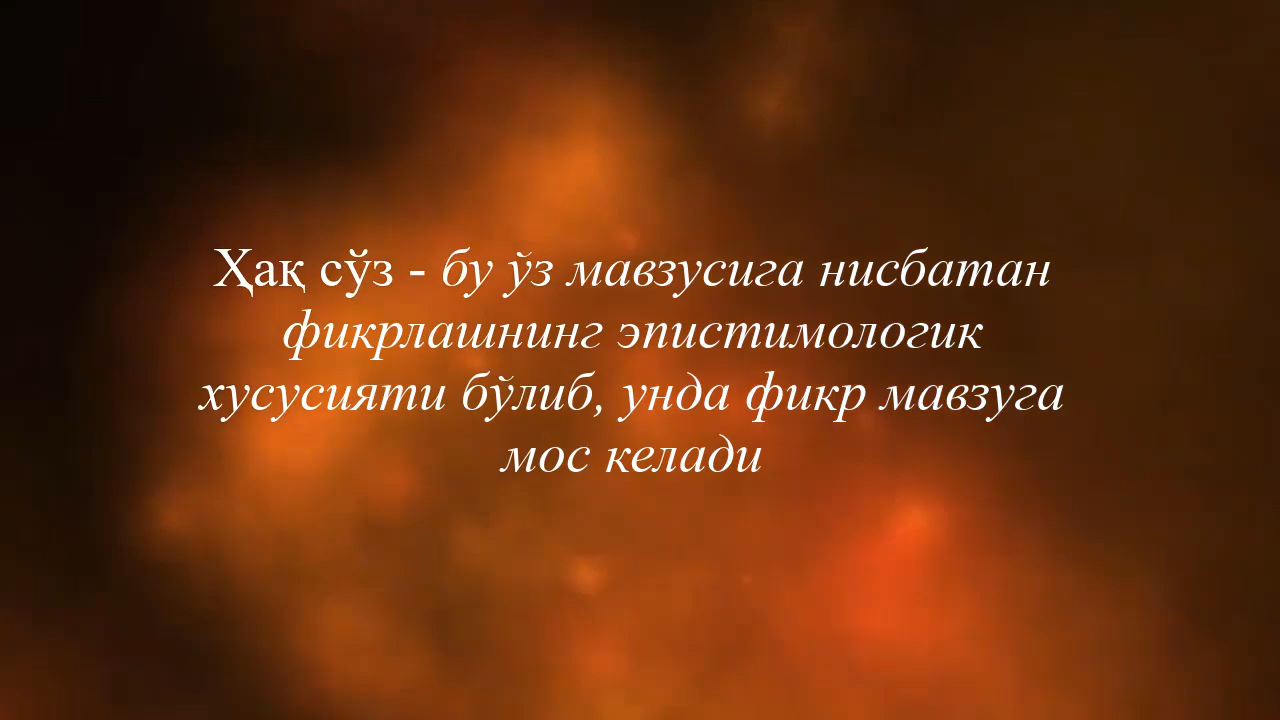 Ҳақ сўз - бу ўз мавзусига нисбатан
фикрлашнинг эпистимологик
хусусияти бўлиб, унда фикр мавзуга
мос келади